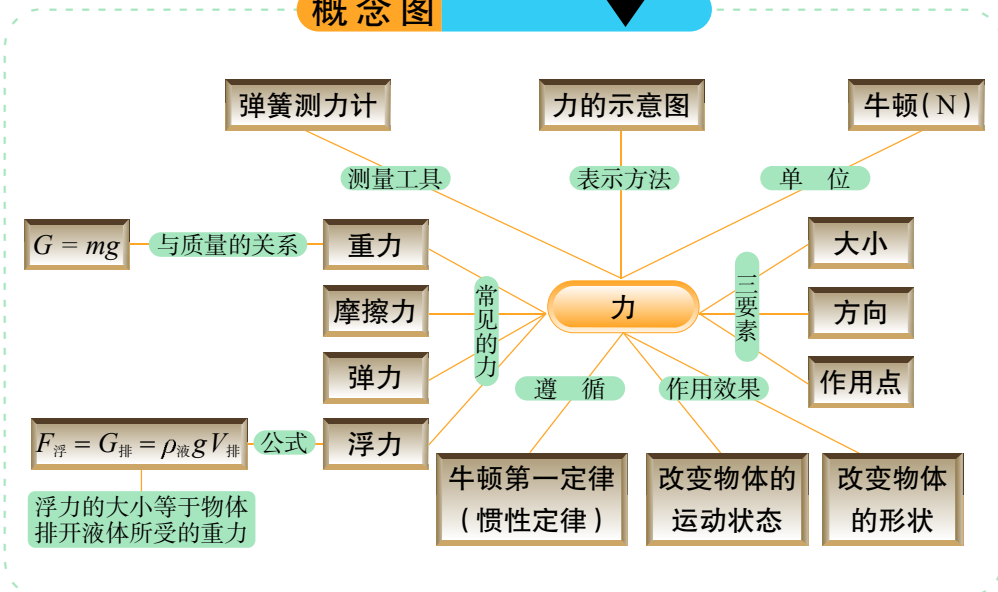 概念图
弹簧测力计
力的示意图
牛顿(N)
测量工具
表示方法
单 位
G = mg
与质量的关系
重力
大小
摩擦力
常见的力
力
三要素
方向
弹力
遵 循
作用效果
作用点
F浮 = G排 = ρ液gV排
公式
浮力
浮力的大小等于物体
排开液体所受的重力
牛顿第一定律
(惯性定律)
改变物体的
运动状态
改变物体
的形状